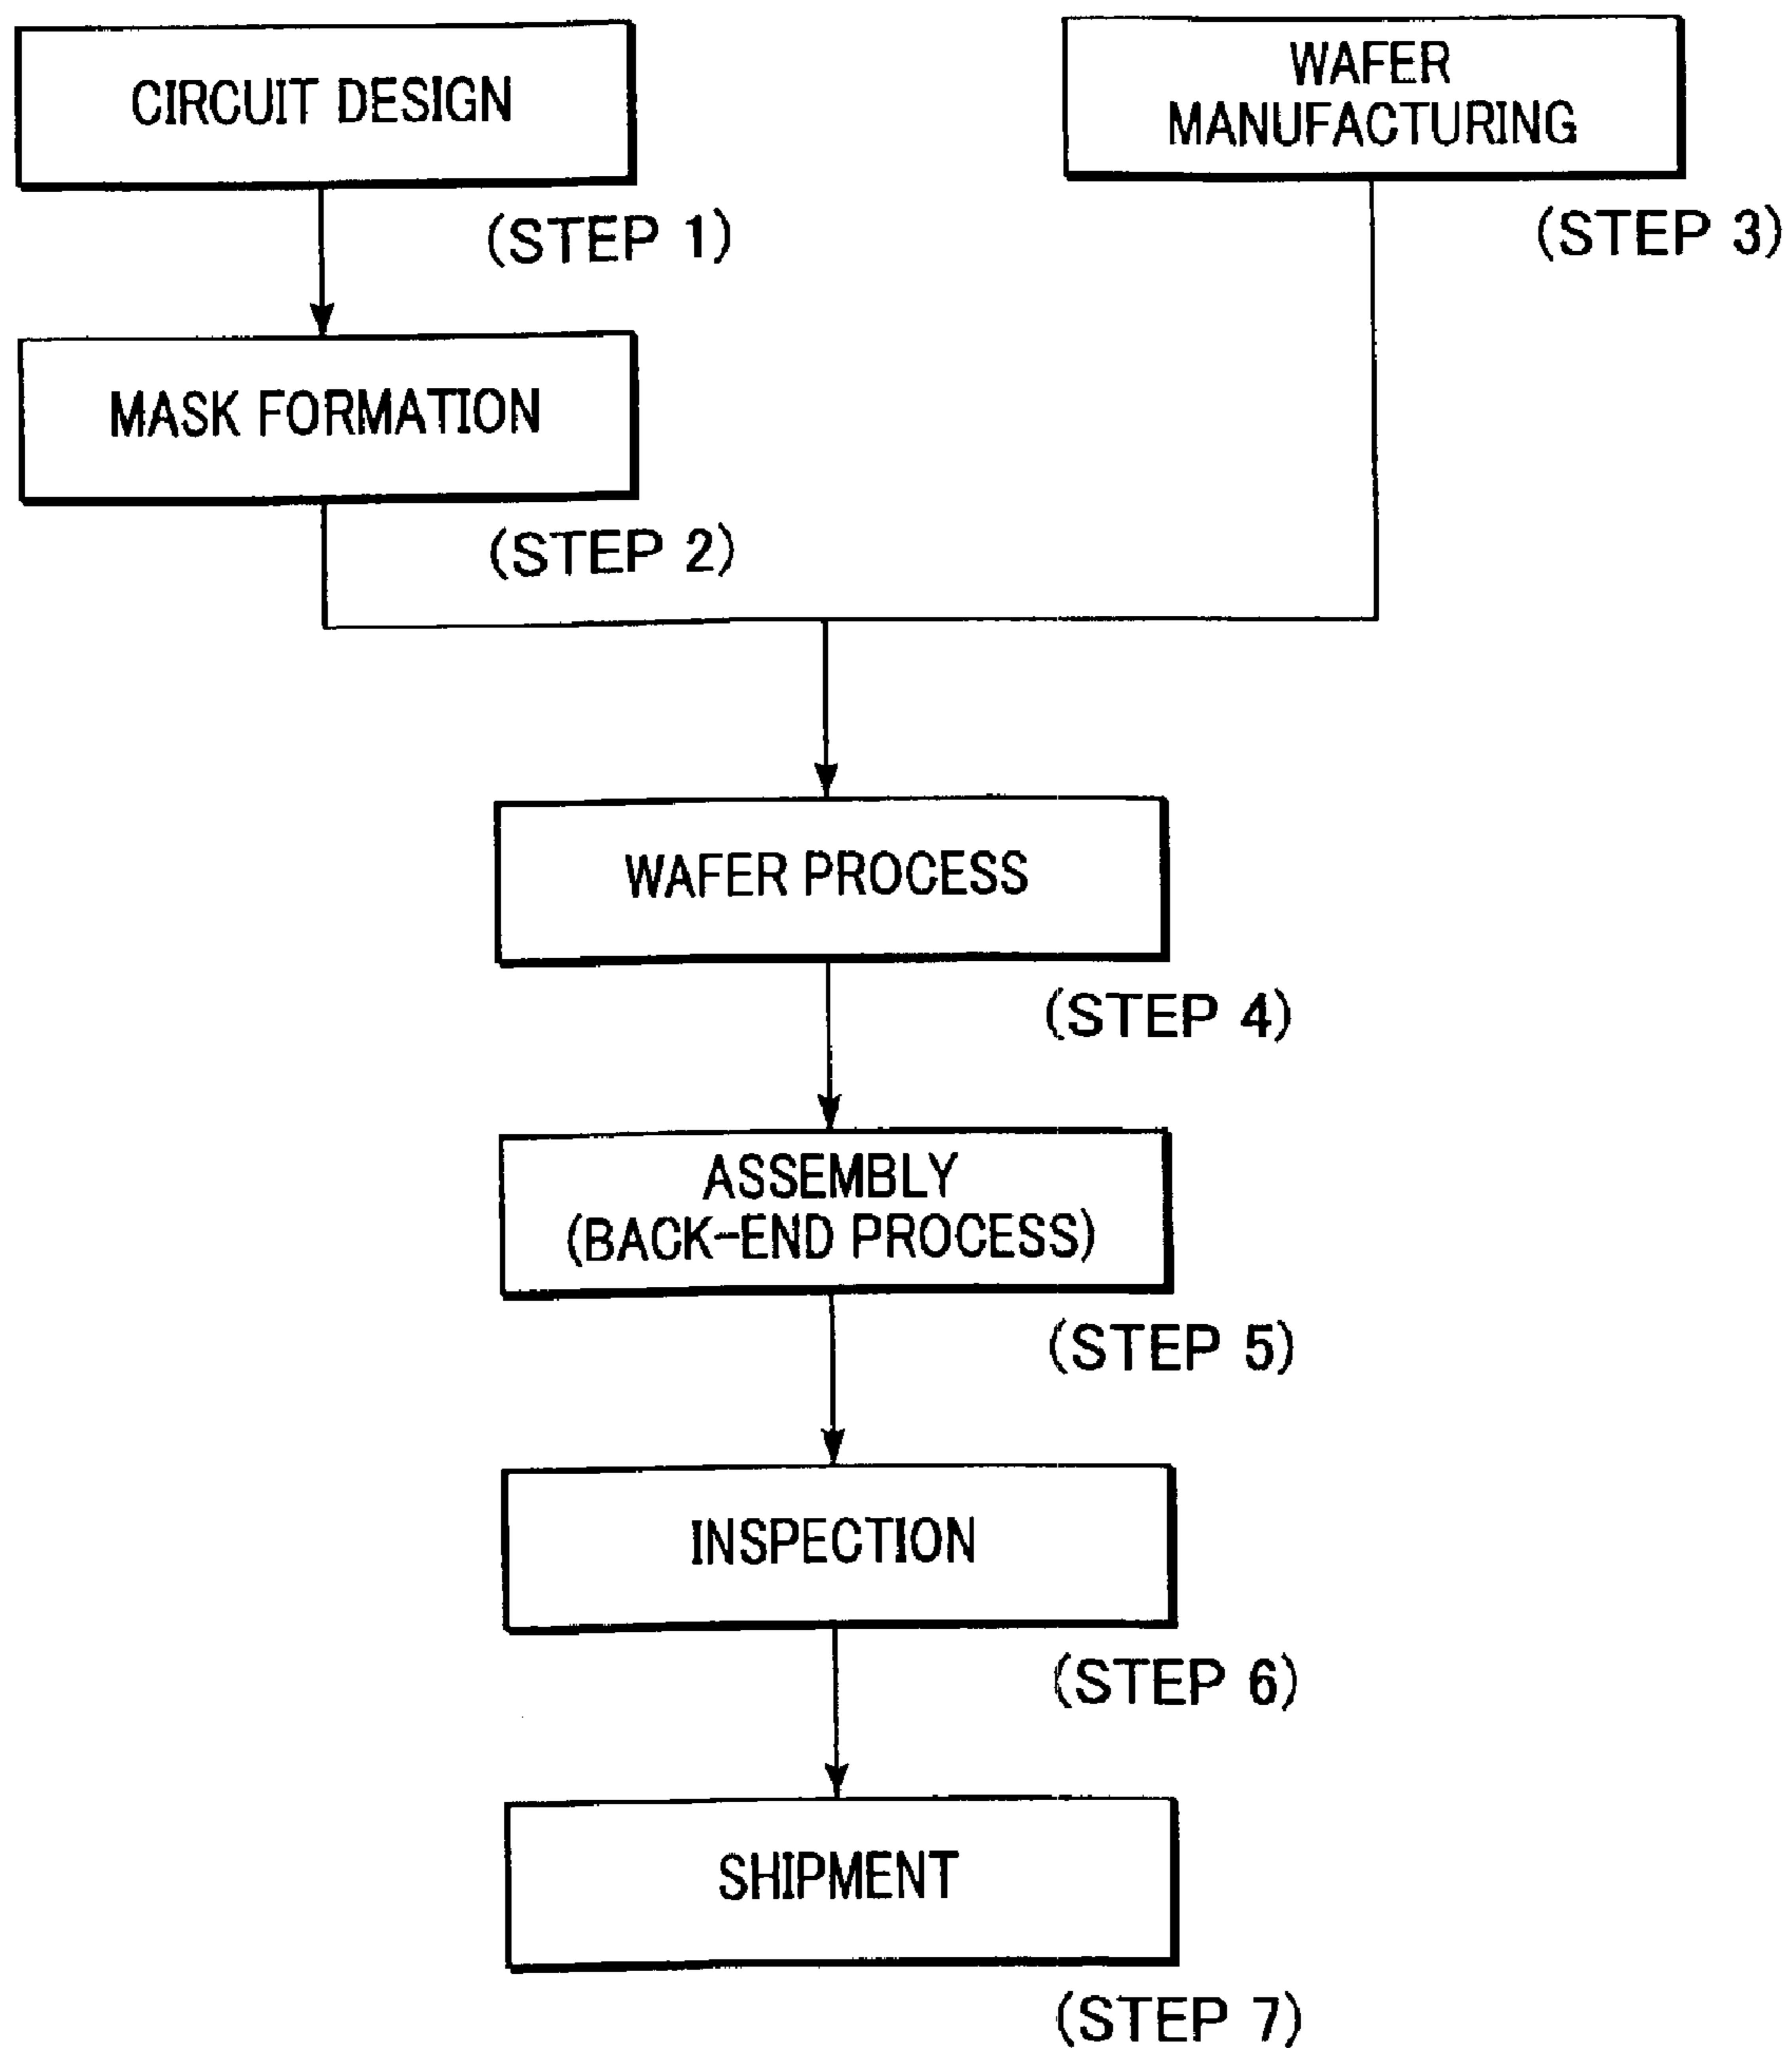 CIRCUIT DESIGN
(STEP 1)
MASK FORMATION
(STEP 2)
WAFER
MANUFACTURING
(STEP 3)
WAFER PROCESS
(STEP 4)
ASSEMBLY
(BACK-END PROCESS)
(STEP 5)
INSPECTION
(STEP 6)
SHIPMENT
(STEP 7)